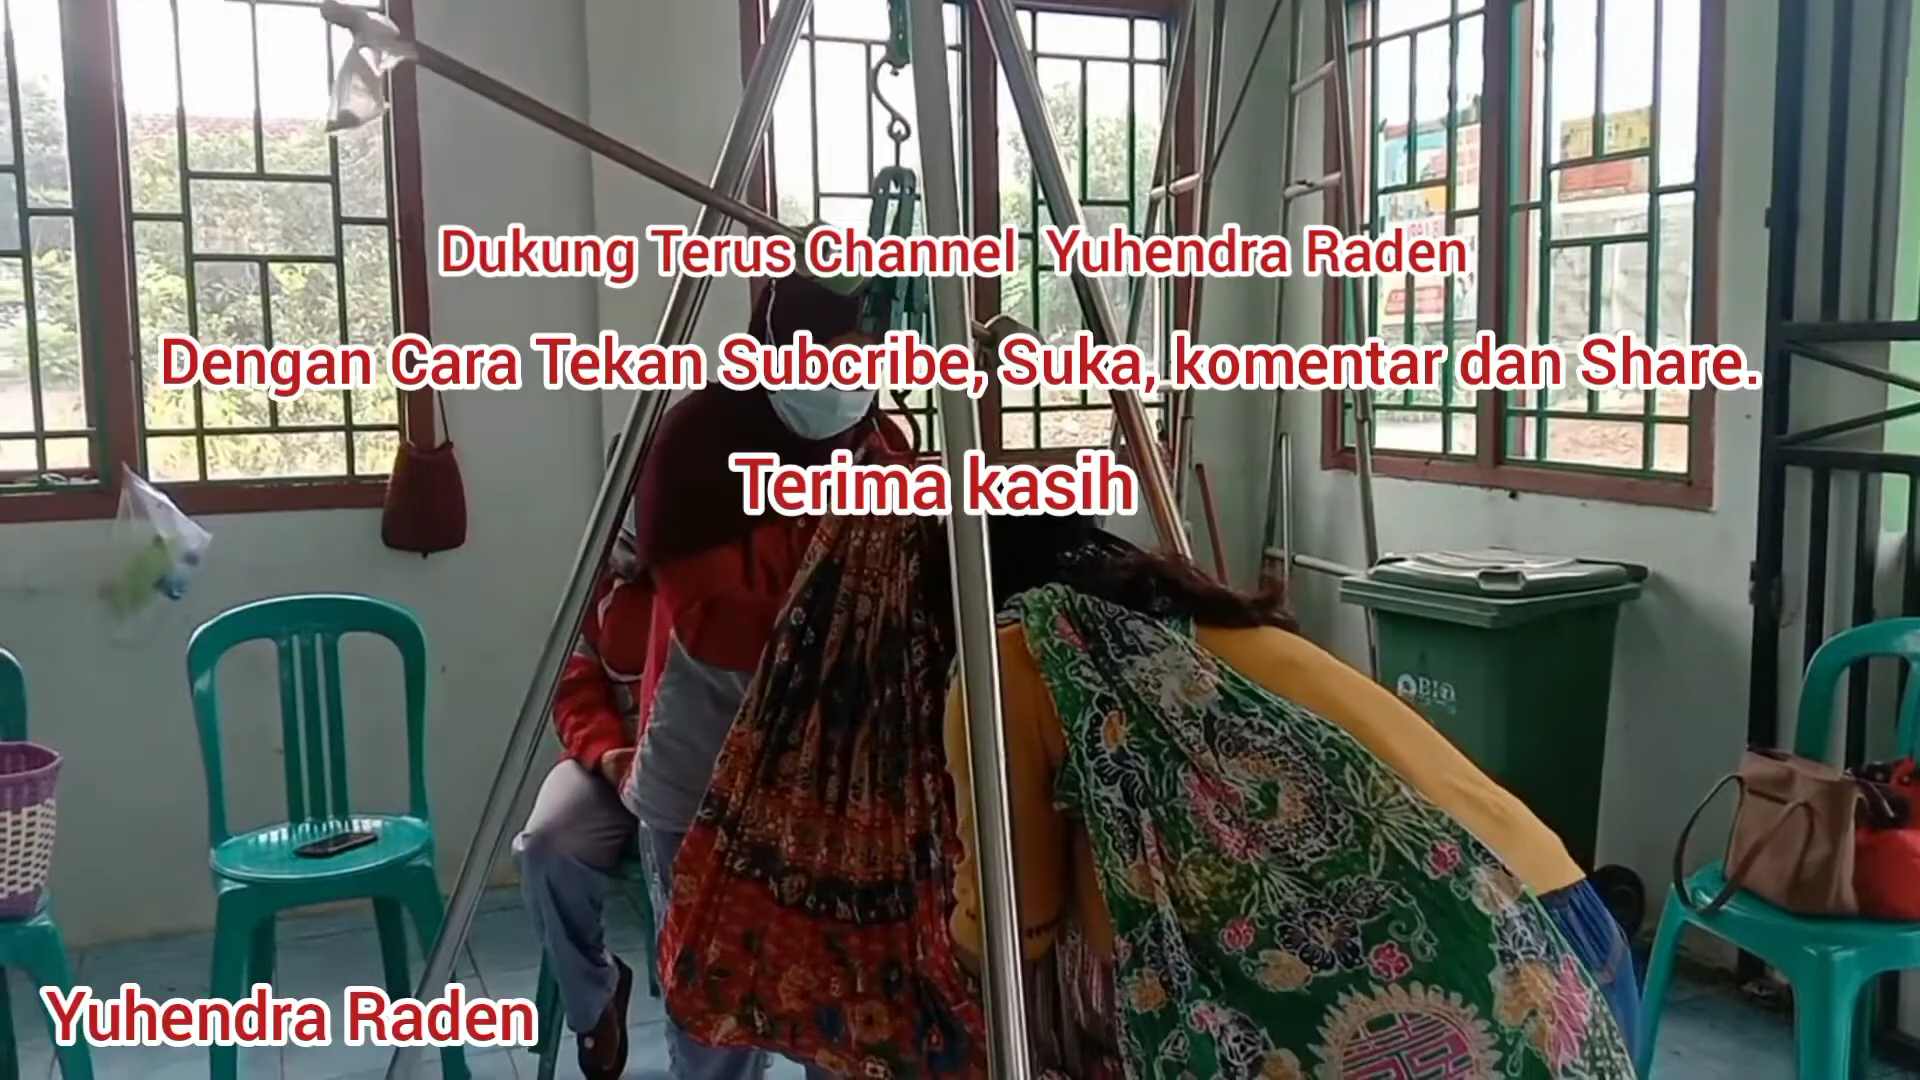 Dukung Terus Channel Yuhendra Raden
Dengan Cara Tekan Subcribe, Suka, komentar dan Share.
Terima kasih
Yuhendra Raden